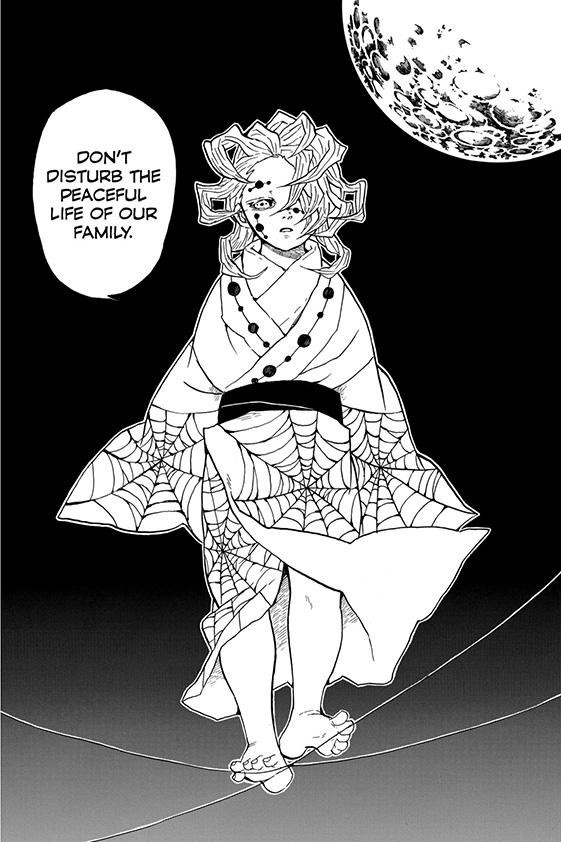 DON'T
DISTURB THE
PEACEFUL
LIFE OF OUR
FAMILY.